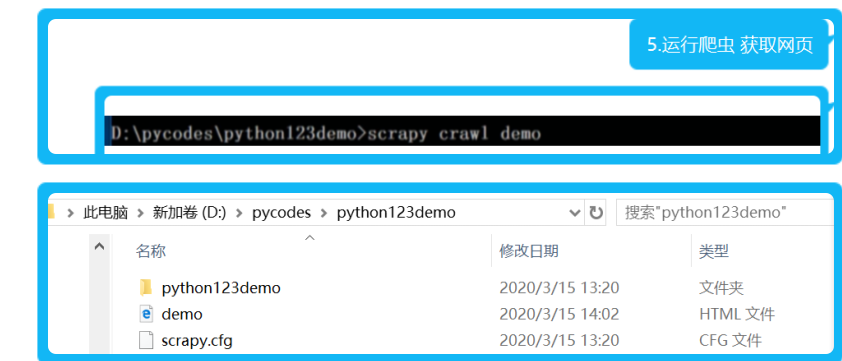 5.运行爬虫 获取网页
D:\pycodes\python123demo>scrapy crawl demo
此电脑 > 新加卷 (D:) > pycodes > python123demo 搜索"python123demo"
名称 修改日期 类型
python123demo 2020/3/15 13:20 文件夹
demo 2020/3/15 14:02 HTML 文件
scrapy.cfg 2020/3/15 13:20 CFG 文件